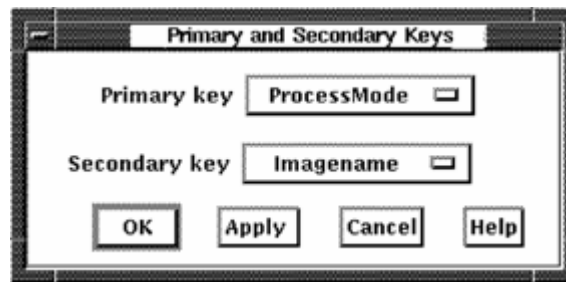 Primary and Secondary Keys
Primary key ProcessMode
Secondary key Imagename
OK Apply Cancel Help